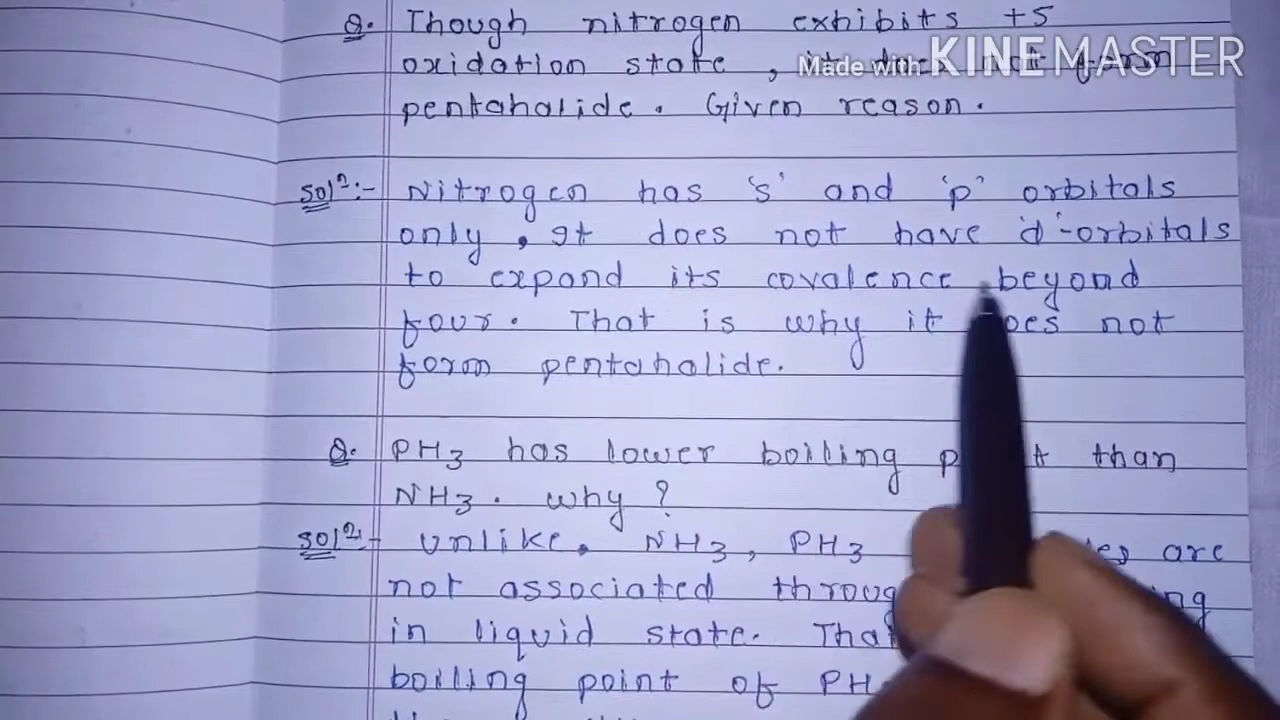 Q. Though nitrogen exhibits +5
oxidation state, it does not form
Made with KINEMASTER
pentahalide. Given reason.
Solⁿ:- Nitrogen has 's' and 'p' orbitals
only. It does not have 'd'-orbitals
to expand its covalence beyond
four. That is why it does not
form pentahalide.
Q. PH3 has lower boiling than
NH3. Why?
Solⁿ:- Unlike NH3, PH3 are
not associated
in liquid state.
boiling point of